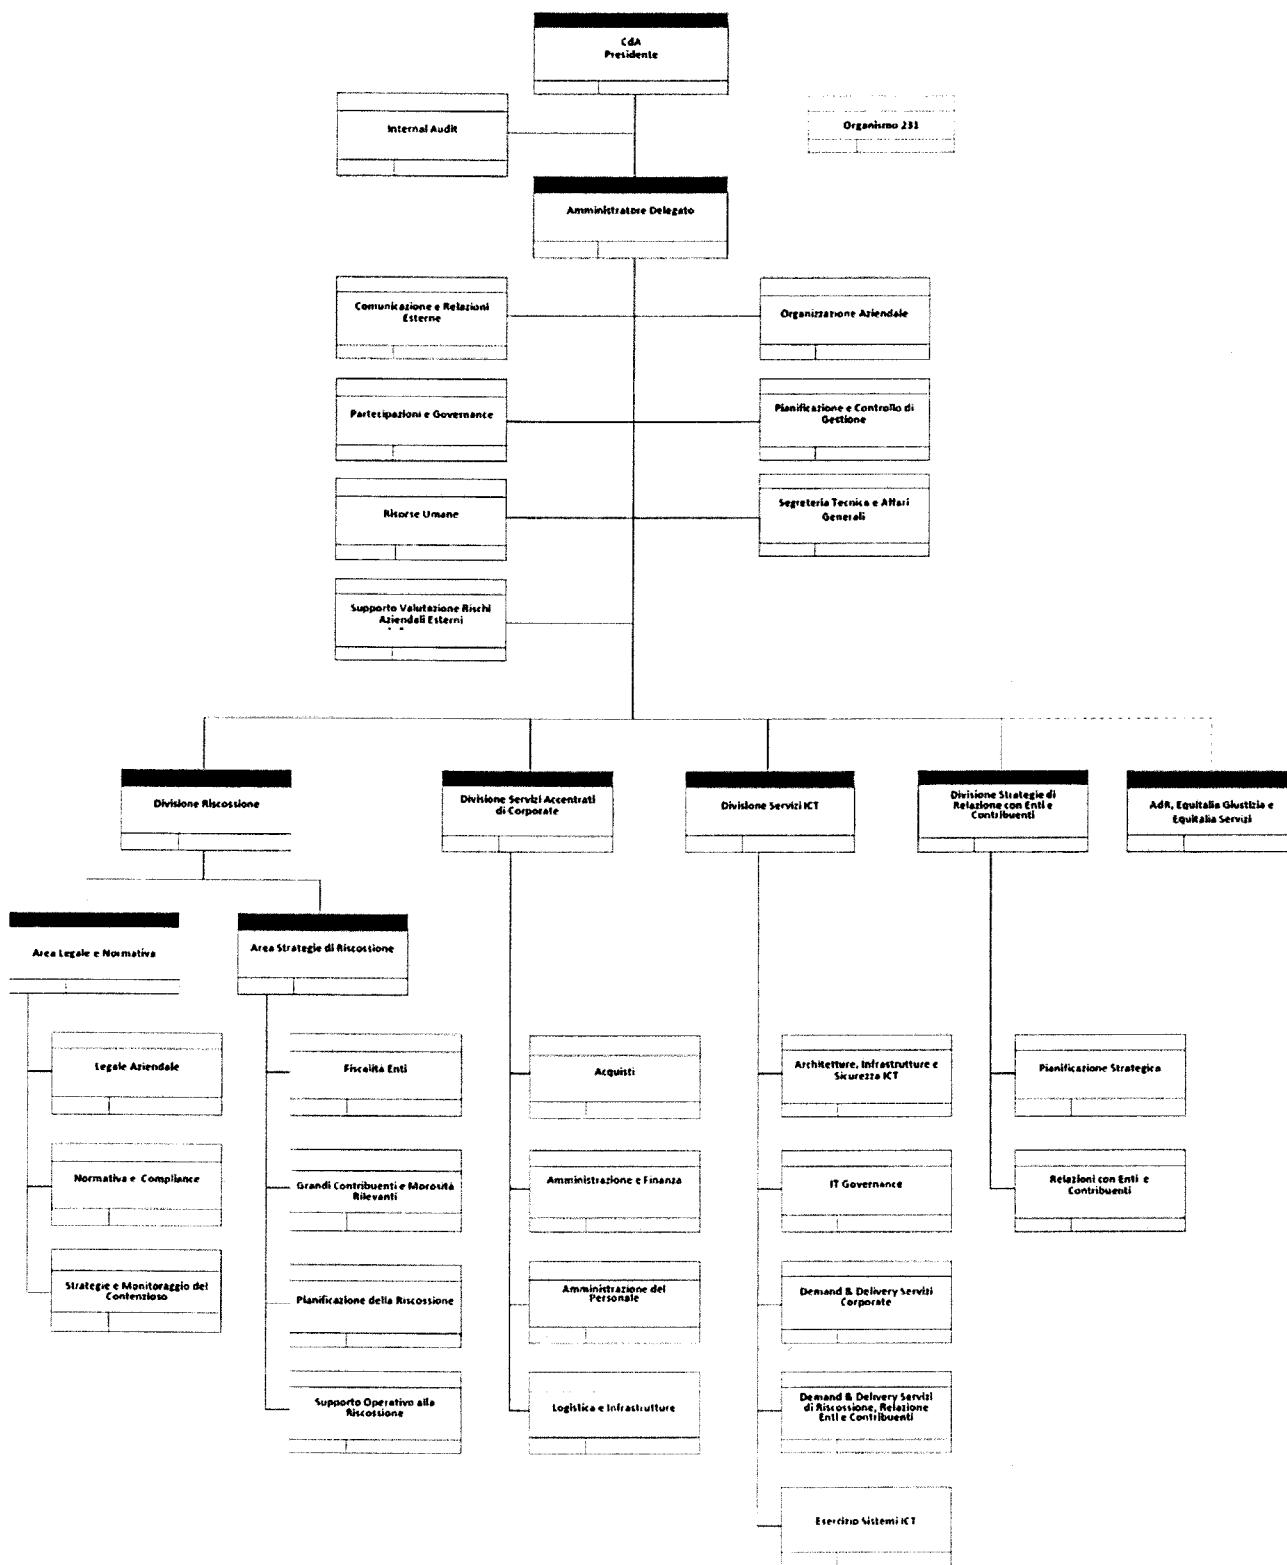 CdA
Presidente
Internal Audit
Organismo 231
Amministratore Delegato
Comunicazione e Relazioni
Esterne
Organizzazione Aziendale
Partecipazioni e Governance
Pianificazione e Controllo di
Gestione
Risorse Umane
Segreteria Tecnica e Affari
Generali
Supporto Valutazione Rischi
Aziendali Esterni
Divisione Riscossione
Divisione Servizi Accentrati
di Corporate
Divisione Servizi ICT
Divisione Strategie di
Relazione con Enti e
Contribuenti
AdR, Equitalia Giustizia e
Equitalia Servizi
Area Legale e Normativa
Area Strategie di Riscossione
Legale Aziendale
Fiscalità Enti
Acquisti
Architetture, Infrastrutture e
Sicurezza ICT
Pianificazione Strategica
Normativa e Compliance
Grandi Contribuenti e Morosità
Rilevanti
Amministrazione e Finanza
IT Governance
Relazioni con Enti e
Contribuenti
Strategie e Monitoraggio del
Contenzioso
Pianificazione della Riscossione
Amministrazione del
Personale
Demand & Delivery Servizi
Corporate
Supporto Operativo alla
Riscossione
Logistica e Infrastrutture
Demand & Delivery Servizi
di Riscossione, Relazione
Enti e Contribuenti
Esercizio Sistemi ICT